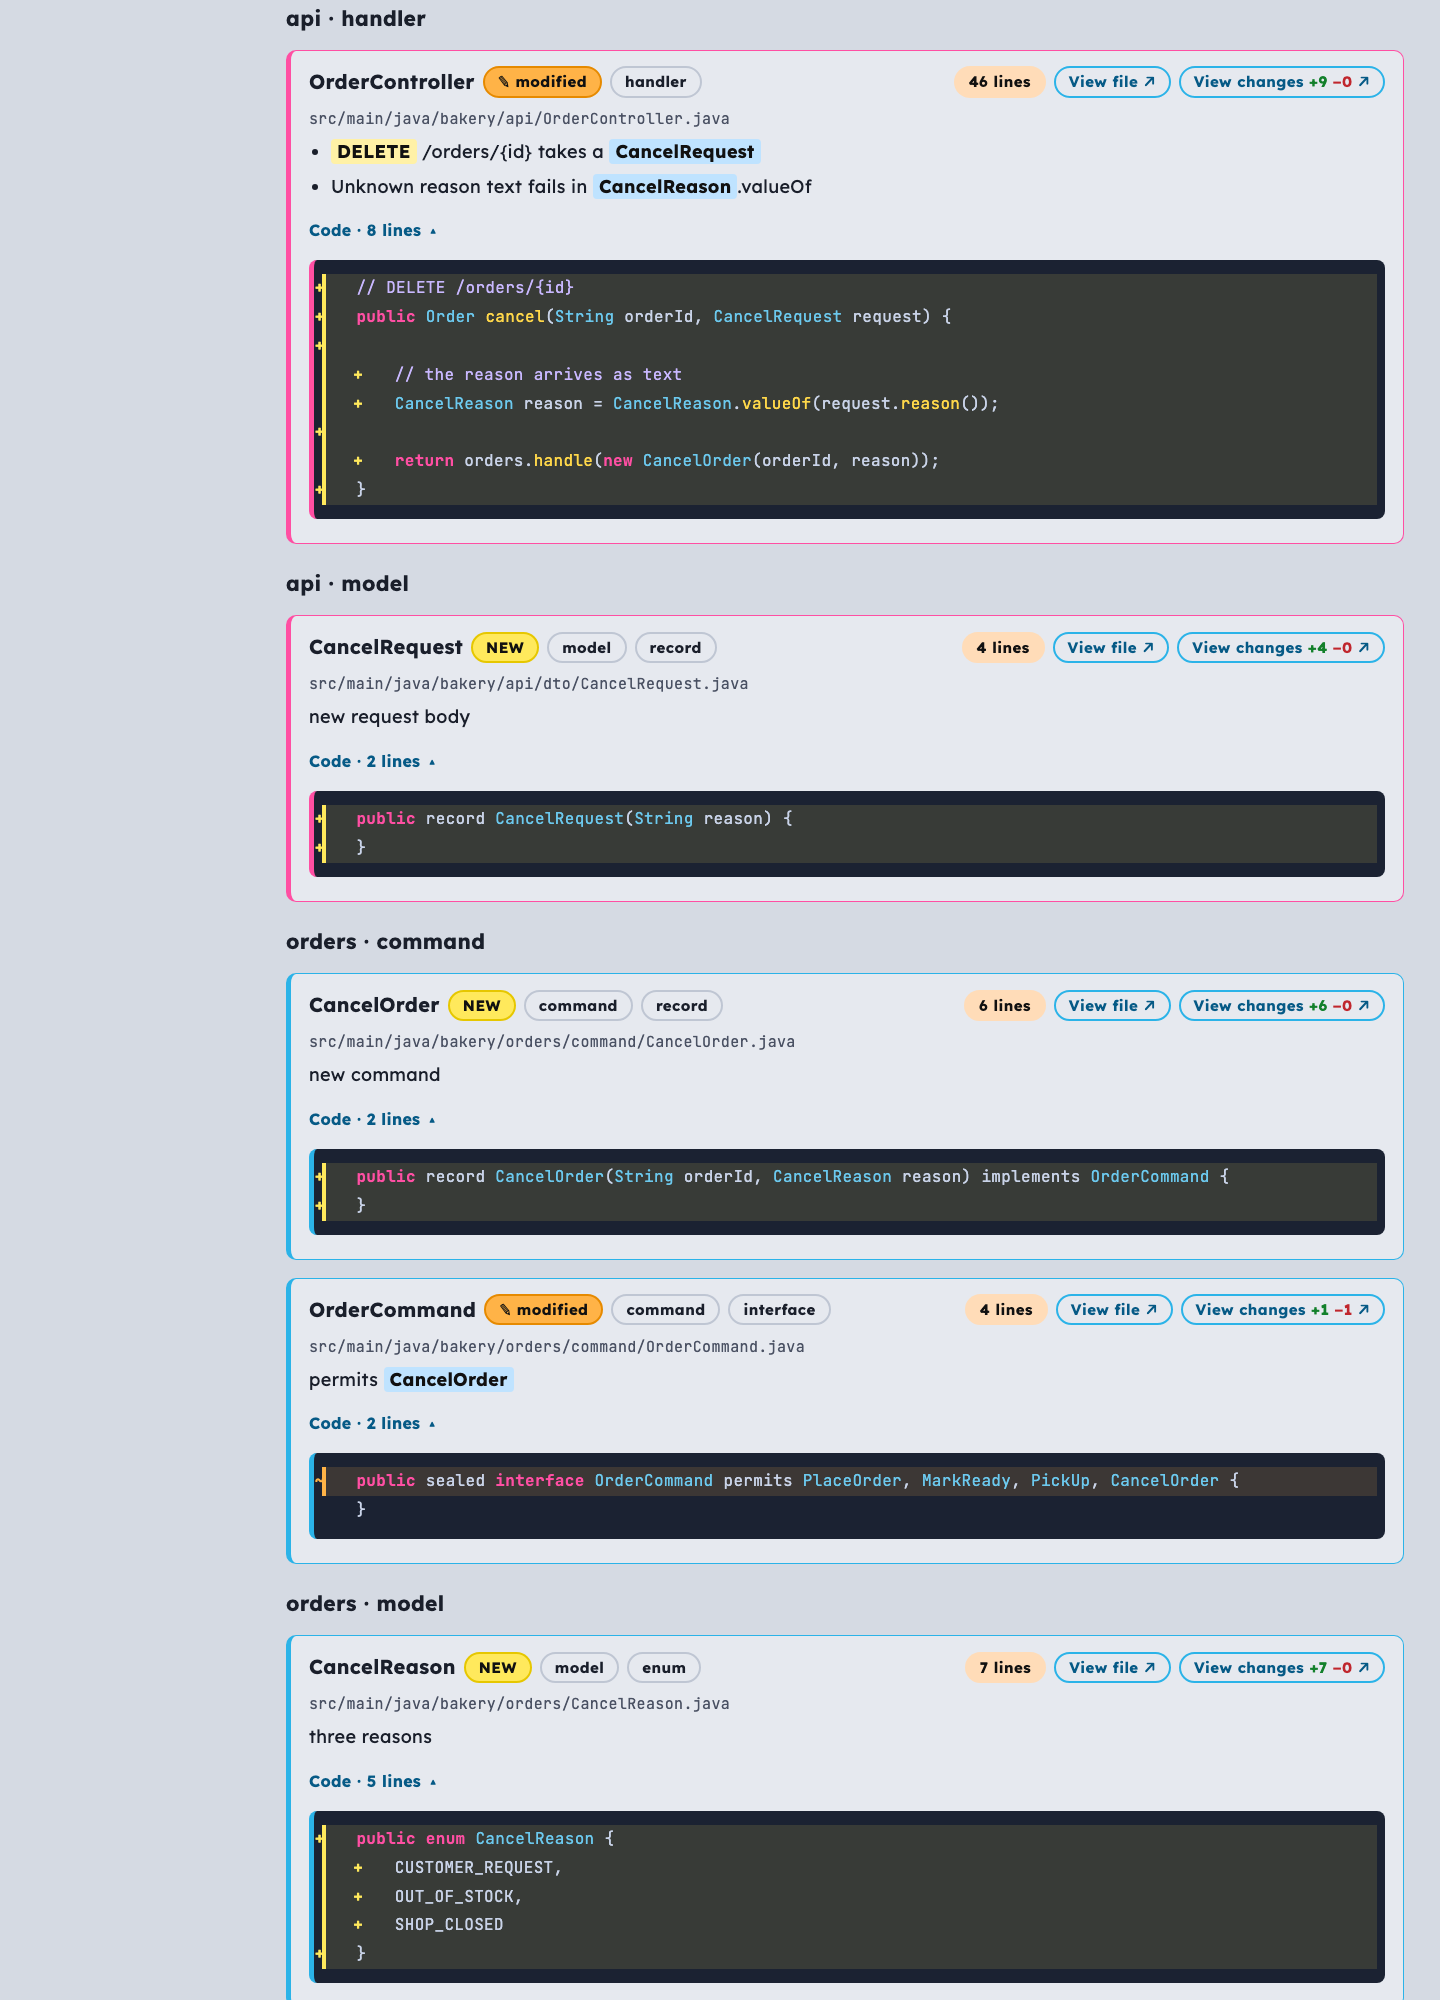 api · handler
OrderController ✎ modified handler 46 lines View file ↗ View changes +9 −0 ↗
src/main/java/bakery/api/OrderController.java
• DELETE /orders/{id} takes a CancelRequest
• Unknown reason text fails in CancelReason.valueOf
Code · 8 lines ▴
+ // DELETE /orders/{id}
+ public Order cancel(String orderId, CancelRequest request) {
+
+ // the reason arrives as text
+ CancelReason reason = CancelReason.valueOf(request.reason());
+
+ return orders.handle(new CancelOrder(orderId, reason));
+ }
api · model
CancelRequest NEW model record 4 lines View file ↗ View changes +4 −0 ↗
src/main/java/bakery/api/dto/CancelRequest.java
new request body
Code · 2 lines ▴
+ public record CancelRequest(String reason) {
+ }
orders · command
CancelOrder NEW command record 6 lines View file ↗ View changes +6 −0 ↗
src/main/java/bakery/orders/command/CancelOrder.java
new command
Code · 2 lines ▴
+ public record CancelOrder(String orderId, CancelReason reason) implements OrderCommand {
+ }
OrderCommand ✎ modified command interface 4 lines View file ↗ View changes +1 −1 ↗
src/main/java/bakery/orders/command/OrderCommand.java
permits CancelOrder
Code · 2 lines ▴
~ public sealed interface OrderCommand permits PlaceOrder, MarkReady, PickUp, CancelOrder {
}
orders · model
CancelReason NEW model enum 7 lines View file ↗ View changes +7 −0 ↗
src/main/java/bakery/orders/CancelReason.java
three reasons
Code · 5 lines ▴
+ public enum CancelReason {
+ CUSTOMER_REQUEST,
+ OUT_OF_STOCK,
+ SHOP_CLOSED
+ }